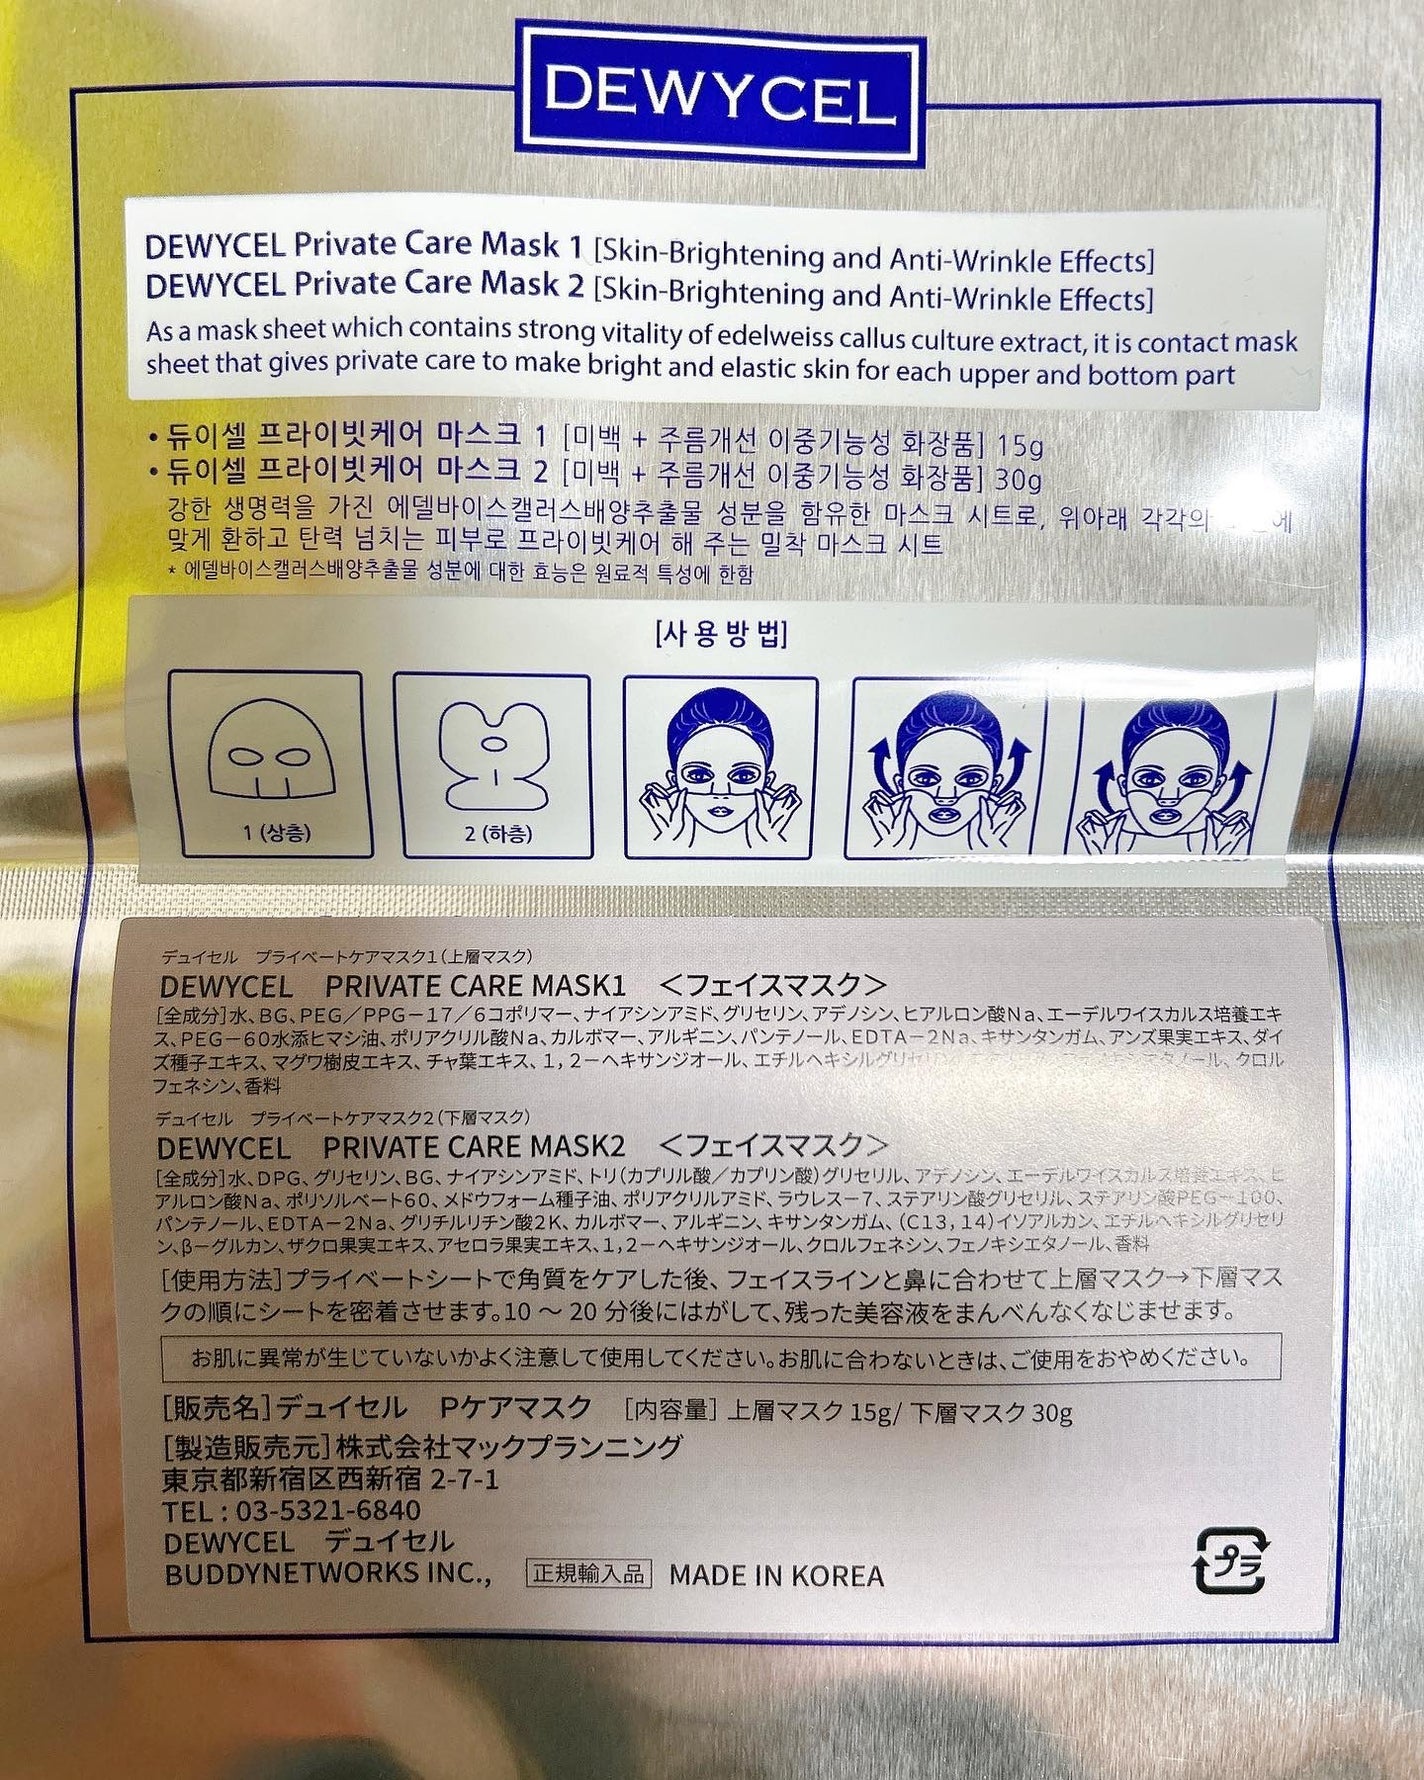 DEWYCEL
DEWYCEL Private Care Mask 1 [Skin-Brightening and Anti-Wrinkle Effects]
DEWYCEL Private Care Mask 2 [Skin-Brightening and Anti-Wrinkle Effects]
As a mask sheet which contains strong vitality of edelweiss callus culture extract, it is contact mask
sheet that gives private care to make bright and elastic skin for each upper and bottom part
• 듀이셀 프라이빗케어 마스크 1 [미백 + 주름개선 이중기능성 화장품] 15g
• 듀이셀 프라이빗케어 마스크 2 [미백 + 주름개선 이중기능성 화장품] 30g
강한 생명력을 가진 에델바이스캘러스배양추출물 성분을 함유한 마스크 시트로, 위아래 각각의
맞게 환하고 탄력 넘치는 피부로 프라이빗케어 해 주는 밀착 마스크 시트
* 에델바이스캘러스배양추출물 성분에 대한 효능은 원료적 특성에 한함
[사용방법]
1 (상층)
2 (하층)
デュイセル プライベートケアマスク1(上層マスク)
DEWYCEL PRIVATE CARE MASK1 <フェイスマスク>
[全成分]水、BG、PEG/PPG-17/6コポリマー、ナイアシンアミド、グリセリン、アデノシン、ヒアルロン酸Na、エーデルワイスカルス培養エキ
ス、PEG-60水添ヒマシ油、ポリアクリル酸Na、カルボマー、アルギニン、パンテノール、EDTA-2Na、キサンタンガム、アンズ果実エキス、ダイ
ズ種子エキス、マグワ樹皮エキス、チャ葉エキス、1,2-ヘキサンジオール、エチルヘキシルグリセリ クロル
フェネシン、香料
デュイセル プライベートケアマスク2(下層マスク)
DEWYCEL PRIVATE CARE MASK2 <フェイスマスク>
[全成分]水、DPG、グリセリン、BG、ナイアシンアミド、トリ(カプリル酸/カプリン酸)グリセリル、アデノシン、エーデルワイスカルス培養エキス、ヒ
アルロン酸Na、ポリソルベート60、メドウフォーム種子油、ポリアクリルアミド、ラウレス-7、ステアリン酸グリセリル、ステアリン酸PEG-100、
パンテノール、EDTA-2Na、グリチルリチン酸2K、カルボマー、アルギニン、キサンタンガム、(C13,14)イソアルカン、エチルヘキシルグリセリ
ン、β-グルカン、ザクロ果実エキス、アセロラ果実エキス、1,2-ヘキサンジオール、クロルフェネシン、フェノキシエタノール、香料
[使用方法]プライベートシートで角質をケアした後、フェイスラインと鼻に合わせて上層マスク→下層マス
クの順にシートを密着させます。10 ～ 20 分後にはがして、残った美容液をまんべんなくなじませます。
お肌に異常が生じていないかよく注意して使用してください。お肌に合わないときは、ご使用をおやめください。
[販売名]デュイセル Pケアマスク [内容量] 上層マスク 15g/ 下層マスク 30g
[製造販売元]株式会社マックプランニング
東京都新宿区西新宿 2-7-1
TEL : 03-5321-6840
DEWYCEL デュイセル
BUDDYNETWORKS INC., 正規輸入品 MADE IN KOREA
プラ